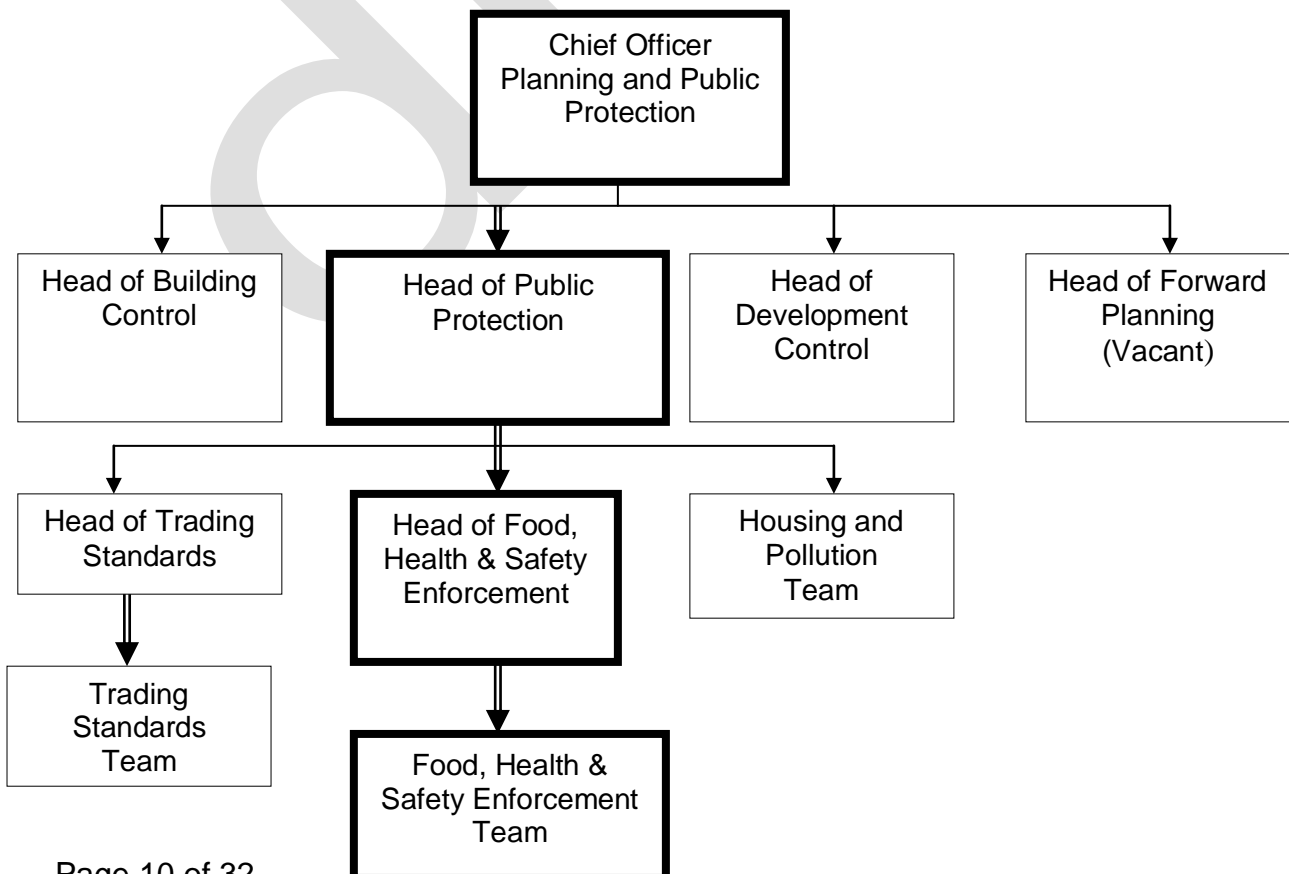 Chief Officer
Planning and Public
Protection
Head of Building
Control
Head of Public
Protection
Head of
Development
Control
Head of Forward
Planning
(Vacant)
Head of Trading
Standards
Head of Food,
Health & Safety
Enforcement
Housing and
Pollution
Team
Trading
Standards
Team
Food, Health &
Safety Enforcement
Team
Page 10 of 32